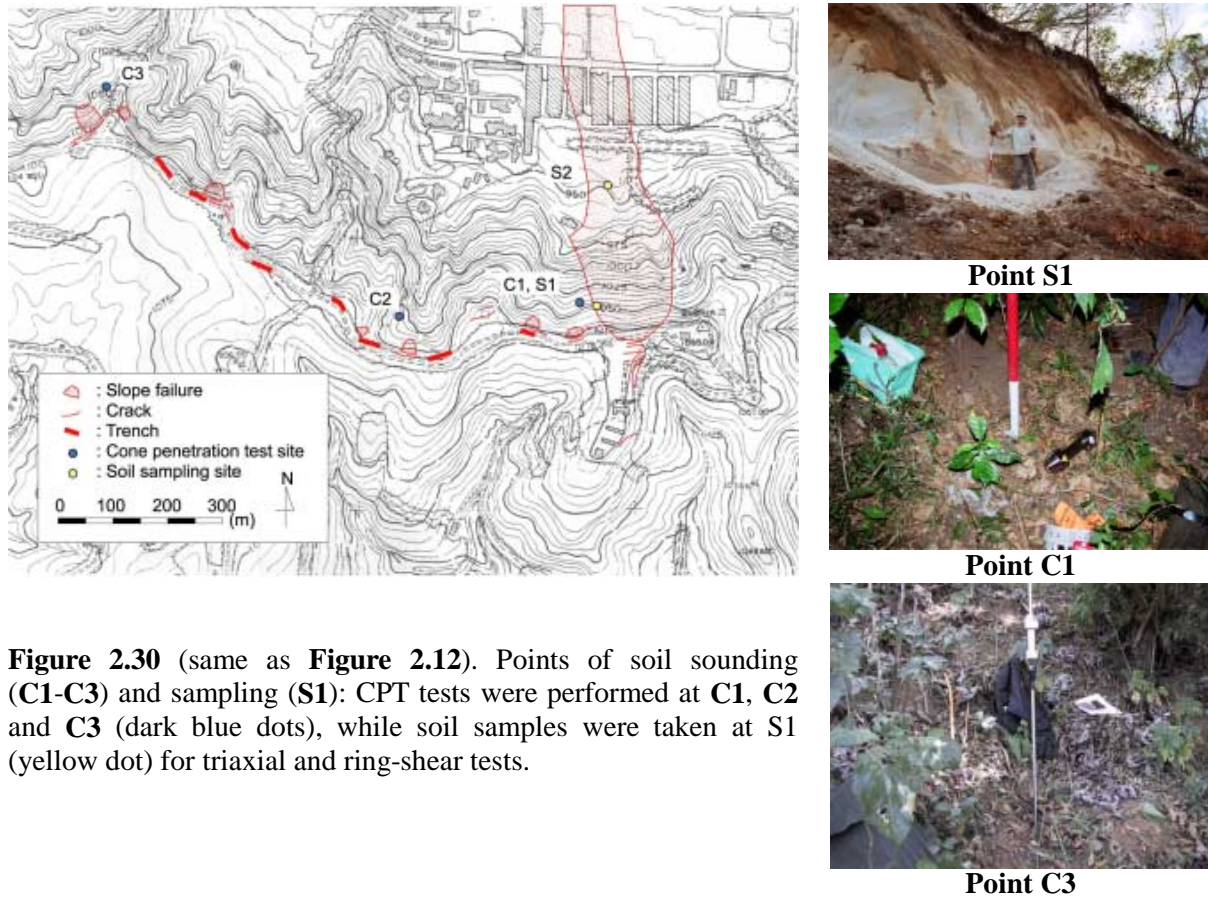 C3
S2
950
C1, S1
C2
: Slope failure
: Crack
: Trench
: Cone penetration test site
: Soil sampling site
N
0 100 200 300
(m)
Point S1
Point C1
Point C3
Figure 2.30 (same as Figure 2.12). Points of soil sounding
(C1-C3) and sampling (S1): CPT tests were performed at C1, C2
and C3 (dark blue dots), while soil samples were taken at S1
(yellow dot) for triaxial and ring-shear tests.